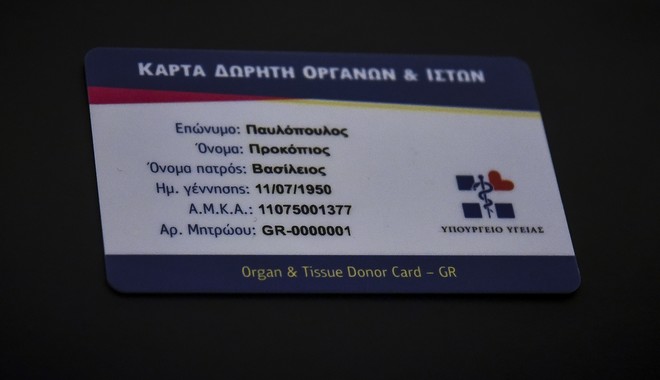 ΚΑΡΤΑ ΔΩΡΗΤΗ ΟΡΓΑΝΩΝ & ΙΣΤΩΝ
Επώνυμο: Παυλόπουλος
Όνομα: Προκόπιος
Όνομα πατρός: Βασίλειος
Ημ. γέννησης: 11/07/1950
Α.Μ.Κ.Α.: 11075001377
Αρ. Μητρώου: GR-0000001
ΥΠΟΥΡΓΕΙΟ ΥΓΕΙΑΣ
Organ & Tissue Donor Card – GR